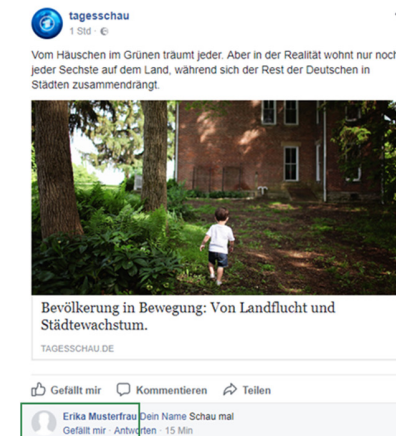 tagesschau
1 Std ·
Vom Häuschen im Grünen träumt jeder. Aber in der Realität wohnt nur noch
jeder Sechste auf dem Land, während sich der Rest der Deutschen in
Städten zusammendrängt.
Bevölkerung in Bewegung: Von Landflucht und
Städtewachstum.
TAGESSCHAU.DE
Gefällt mir Kommentieren Teilen
Erika Musterfrau Dein Name Schau mal
Gefällt mir · Antworten · 15 Min